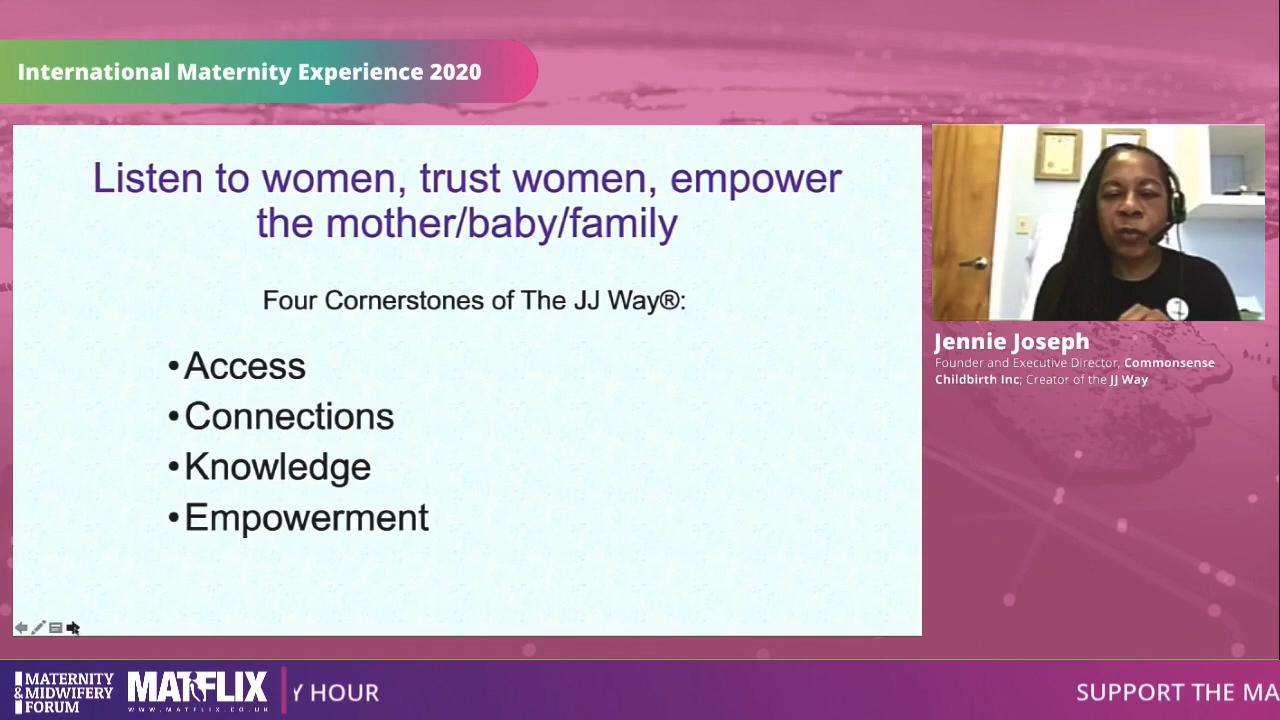 International Maternity Experience 2020
Listen to women, trust women, empower
the mother/baby/family
Four Cornerstones of The JJ Way®:
•Access
•Connections
•Knowledge
•Empowerment
Jennie Joseph
Founder and Executive Director, Commonsense
Childbirth Inc; Creator of the JJ Way
MATERNITY
&MIDWIFERY
FORUM
MATFLIX
WWW.MATFLIX.CO.UK
Y HOUR
SUPPORT THE MA